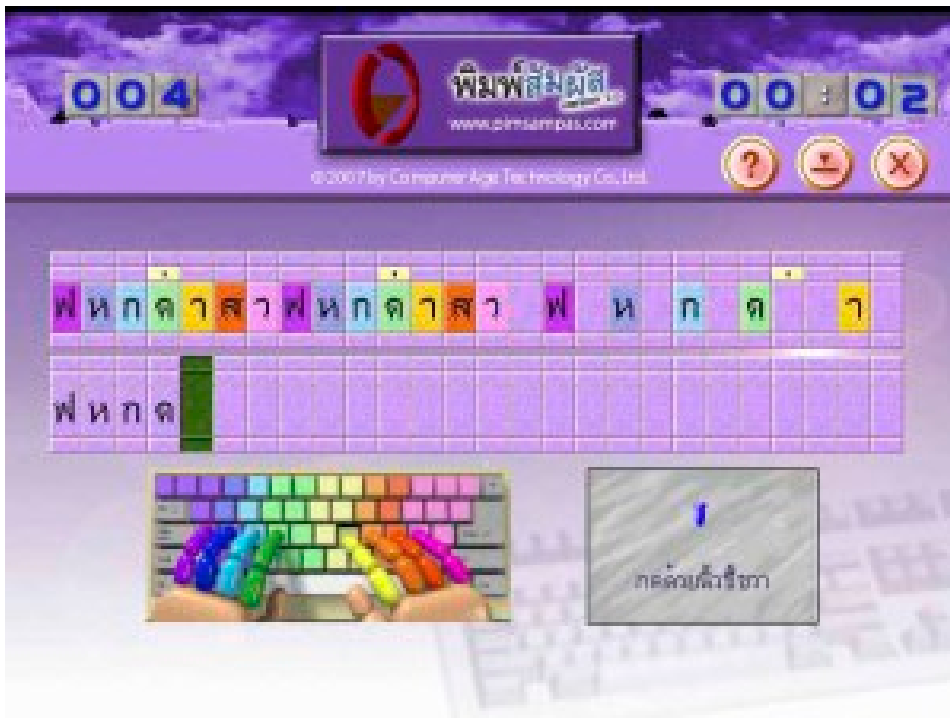 004
พิมพ์สัมผัส
www.pimsampas.com
00:02
? X
©2007 by Computer Age Technology Co., Ltd.
ฟหกด่าสวฟหกด่าสว ฟ ห ก ด ่ า
ฟหกด
่
กดด้วยนิ้วชี้ขวา